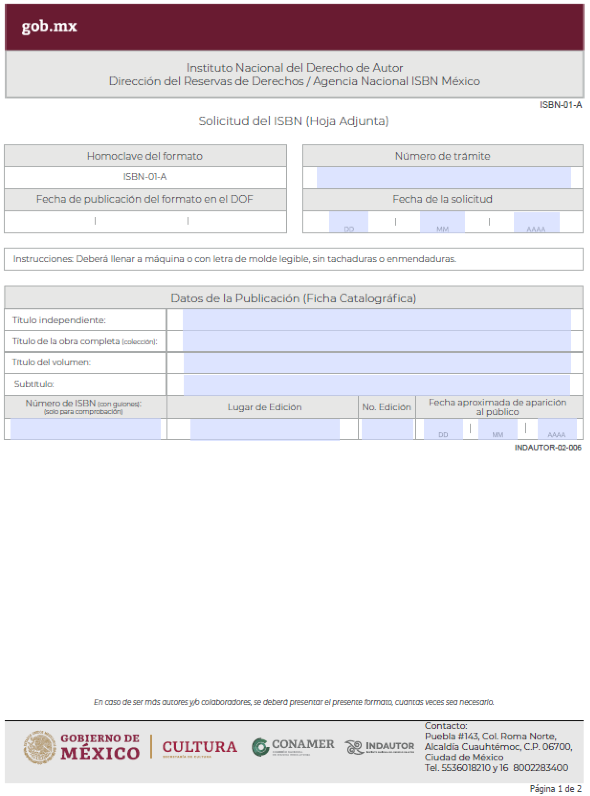 gob.mx
Instituto Nacional del Derecho de Autor
Dirección del Reservas de Derechos / Agencia Nacional ISBN México
ISBN-01-A
Solicitud del ISBN (Hoja Adjunta)
Homoclave del formato
ISBN-01-A
Fecha de publicación del formato en el DOF
| |
Número de trámite
Fecha de la solicitud
DD | MM | AAAA
Instrucciones: Deberá llenar a máquina o con letra de molde legible, sin tachaduras o enmendaduras.
Datos de la Publicación (Ficha Catalográfica)
Título independiente:
Título de la obra completa (colección):
Título del volumen:
Subtítulo:
Número de ISBN (con guiones):
(solo para comprobación)
Lugar de Edición
No. Edición
Fecha aproximada de aparición
al público
DD | MM | AAAA
INDAUTOR-02-006
En caso de ser más autores y/o colaboradores, se deberá presentar el presente formato, cuantas veces sea necesario.
GOBIERNO DE
MÉXICO
CULTURA
SECRETARÍA DE CULTURA
CONAMER
INDAUTOR
Contacto:
Puebla #143, Col. Roma Norte,
Alcaldía Cuauhtémoc, C.P. 06700,
Ciudad de México
Tel. 5536018210 y 16 8002283400
Página 1 de 2